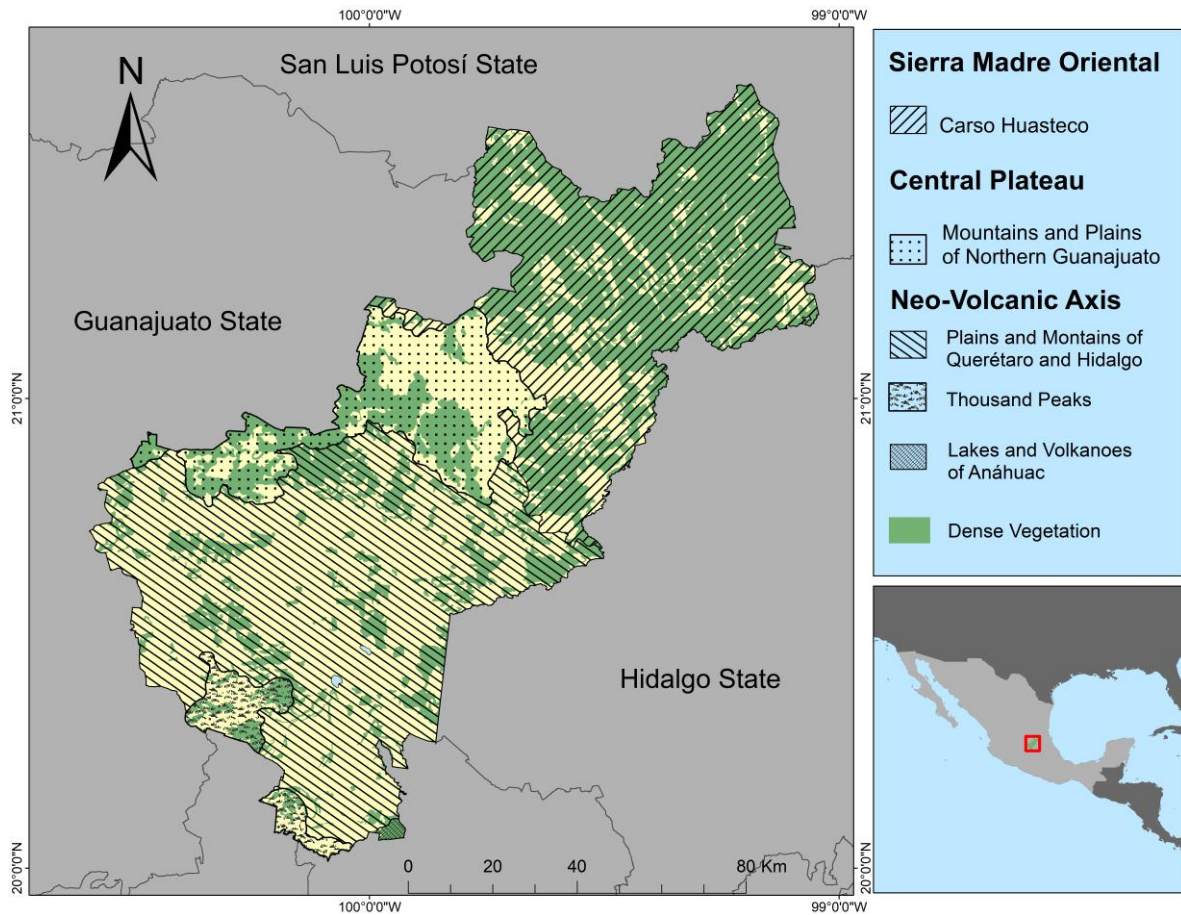 100°0'0"W
99°0'0"W
San Luis Potosí State
N
Guanajuato State
21°0'0"N
21°0'0"N
Hidalgo State
20°0'0"N
20°0'0"N
0 20 40 80 Km
100°0'0"W
99°0'0"W
Sierra Madre Oriental
Carso Huasteco
Central Plateau
Mountains and Plains
of Northern Guanajuato
Neo-Volcanic Axis
Plains and Montains of
Querétaro and Hidalgo
Thousand Peaks
Lakes and Volkanoes
of Anáhuac
Dense Vegetation